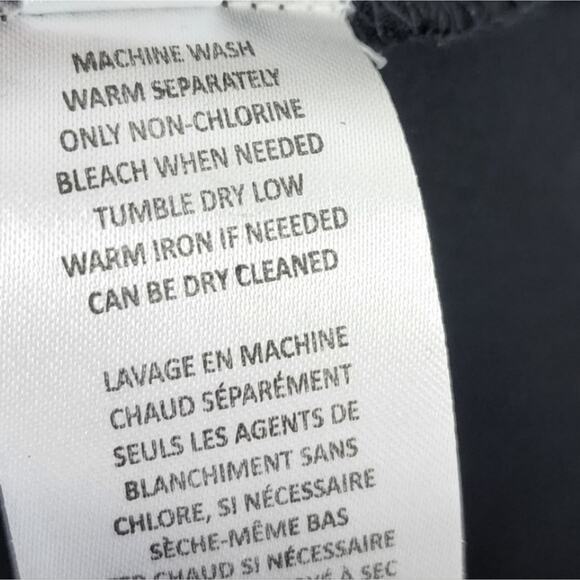 MACHINE WASH
WARM SEPARATELY
ONLY NON-CHLORINE
BLEACH WHEN NEEDED
TUMBLE DRY LOW
WARM IRON IF NEEEDED
CAN BE DRY CLEANED
LAVAGE EN MACHINE
CHAUD SÉPARÉMENT
SEULS LES AGENTS DE
BLANCHIMENT SANS
CHLORE, SI NÉCESSAIRE
SÈCHE-MÊME BAS
CHAUD SI NÉCESSAIRE
À SEC